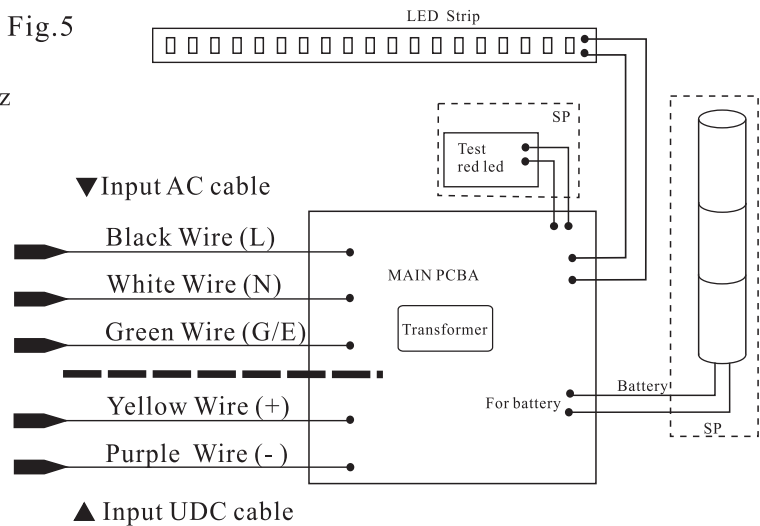 Fig.5
LED Strip
z
SP
Test
red led
▼Input AC cable
Black Wire (L)
White Wire (N)
Green Wire (G/E)
MAIN PCBA
Transformer
Yellow Wire (+)
Purple Wire (-)
For battery
Battery
SP
▲ Input UDC cable